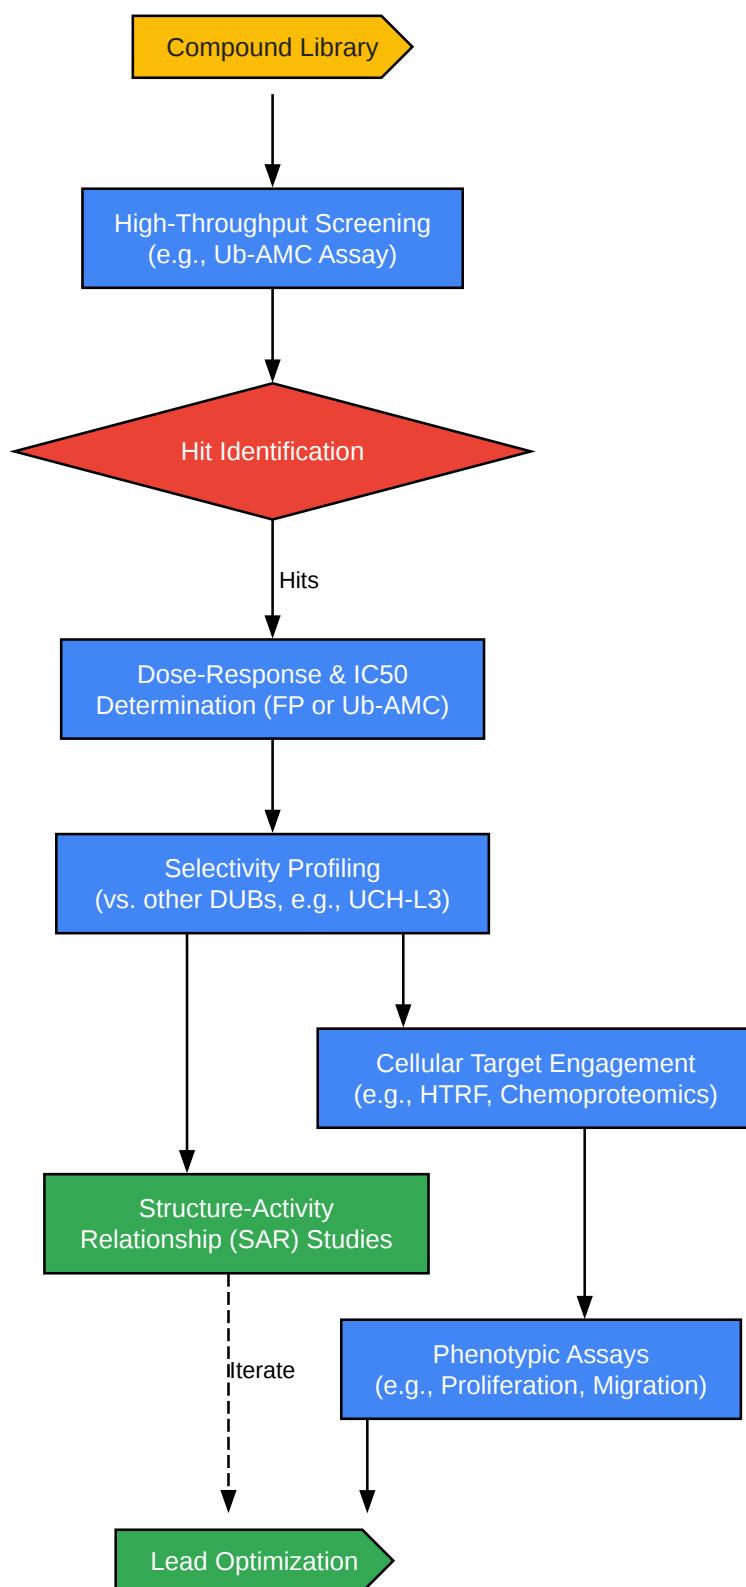 Compound Library
High-Throughput Screening
(e.g., Ub-AMC Assay)
Hit Identification
Hits
Dose-Response & IC50
Determination (FP or Ub-AMC)
Selectivity Profiling
(vs. other DUBs, e.g., UCH-L3)
Cellular Target Engagement
(e.g., HTRF, Chemoproteomics)
Structure-Activity
Relationship (SAR) Studies
Phenotypic Assays
(e.g., Proliferation, Migration)
Iterate
Lead Optimization